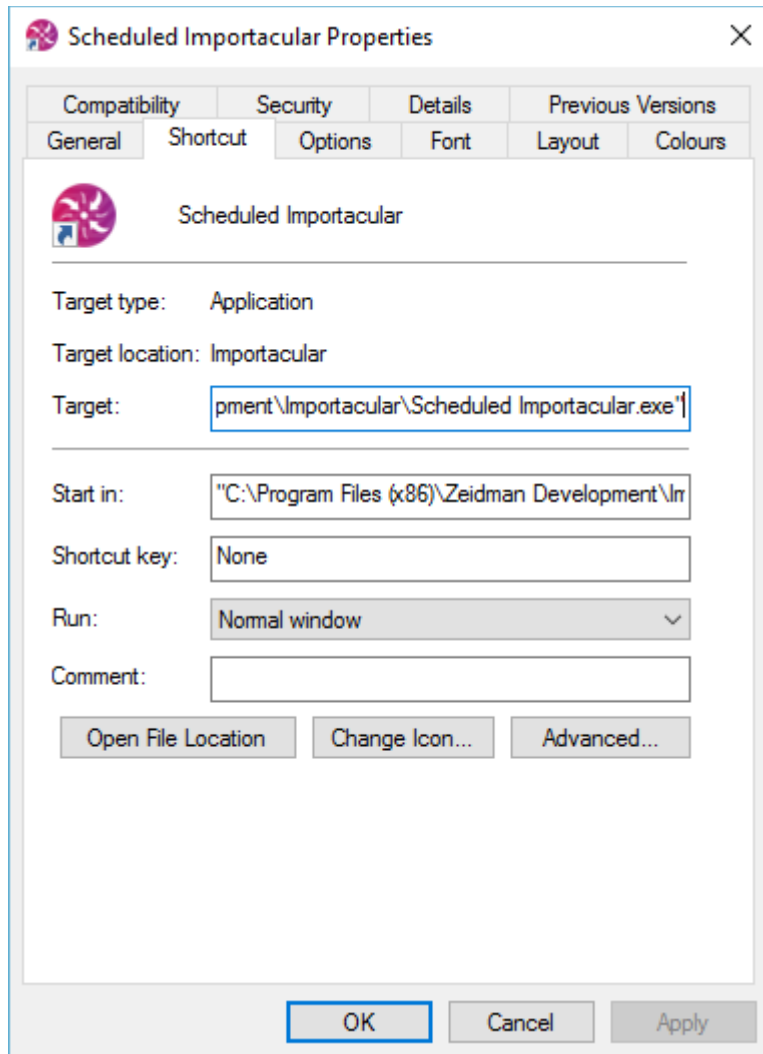 Scheduled Importacular Properties
Compatibility Security Details Previous Versions
General Shortcut Options Font Layout Colours
Scheduled Importacular
Target type: Application
Target location: Importacular
Target: pment\Importacular\Scheduled Importacular.exe"
Start in: "C:\Program Files (x86)\Zeidman Development\Im
Shortcut key: None
Run: Normal window
Comment:
Open File Location Change Icon... Advanced...
OK Cancel Apply